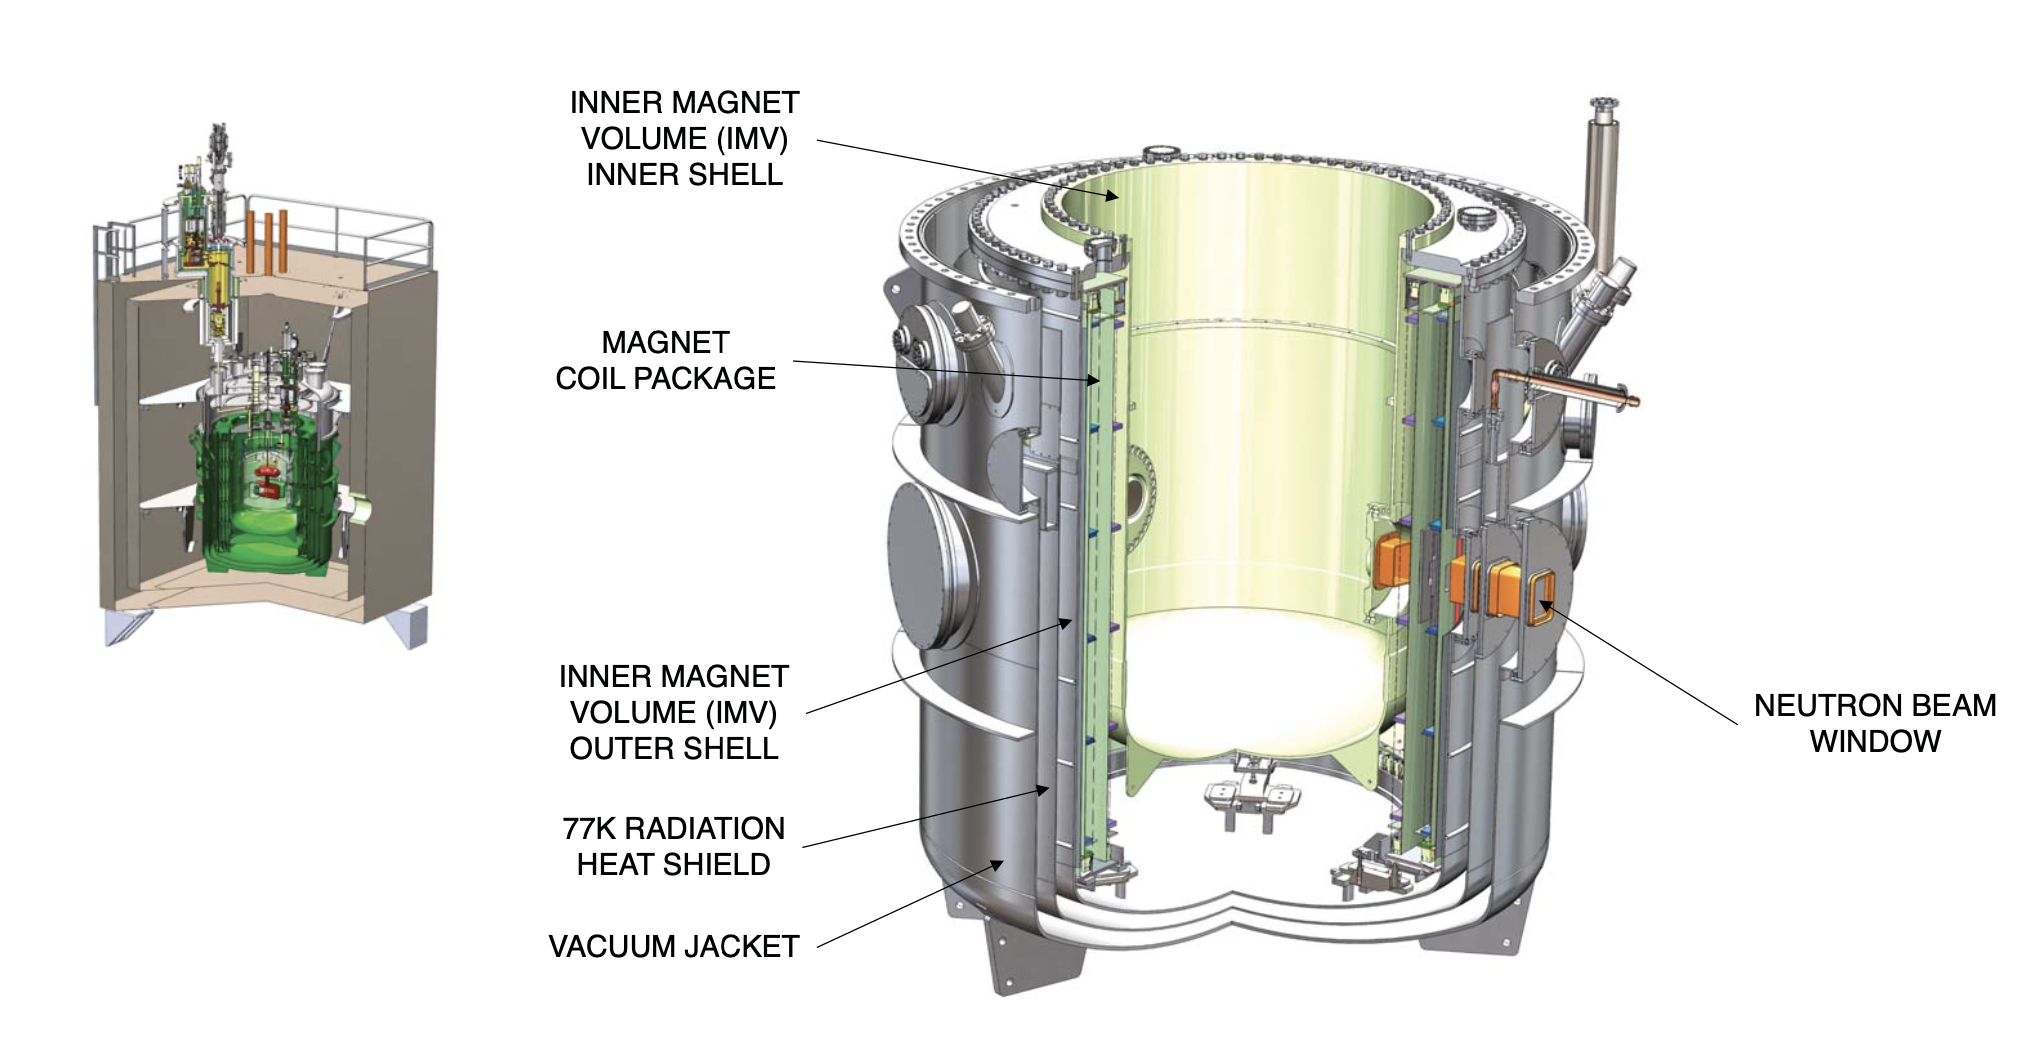 INNER MAGNET
VOLUME (IMV)
INNER SHELL
MAGNET
COIL PACKAGE
INNER MAGNET
VOLUME (IMV)
OUTER SHELL
77K RADIATION
HEAT SHIELD
VACUUM JACKET
NEUTRON BEAM
WINDOW